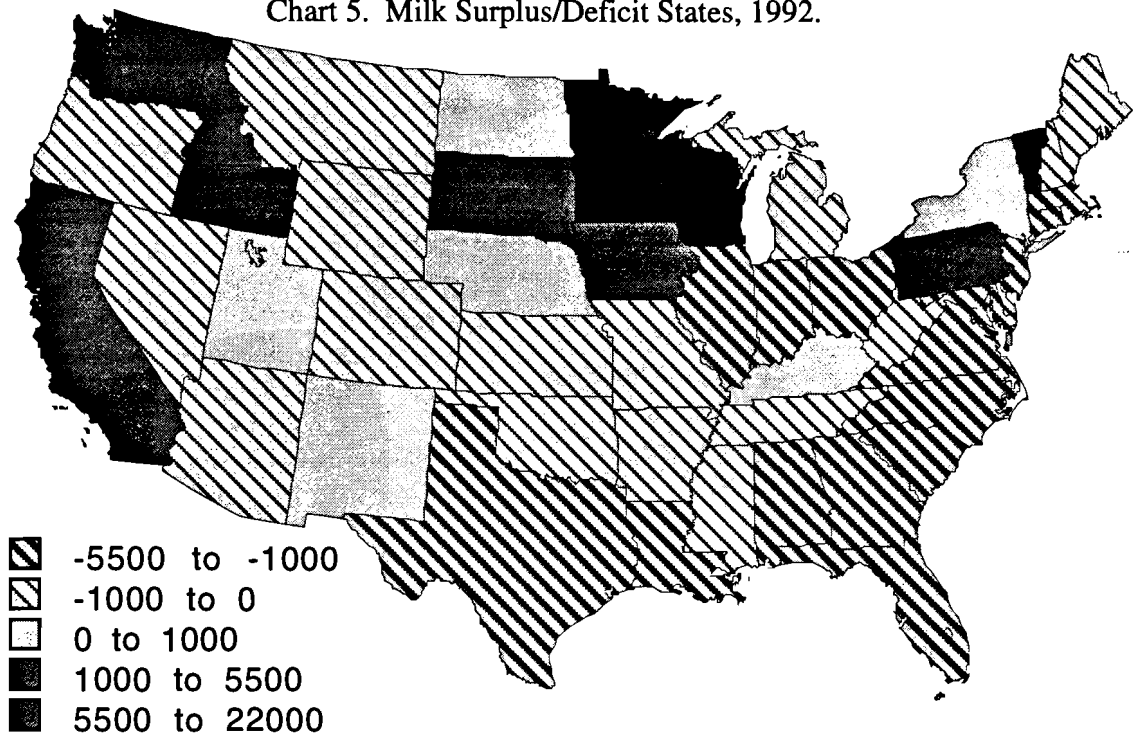 Chart 5. Milk Surplus/Deficit States, 1992.
-5500 to -1000
-1000 to 0
0 to 1000
1000 to 5500
5500 to 22000